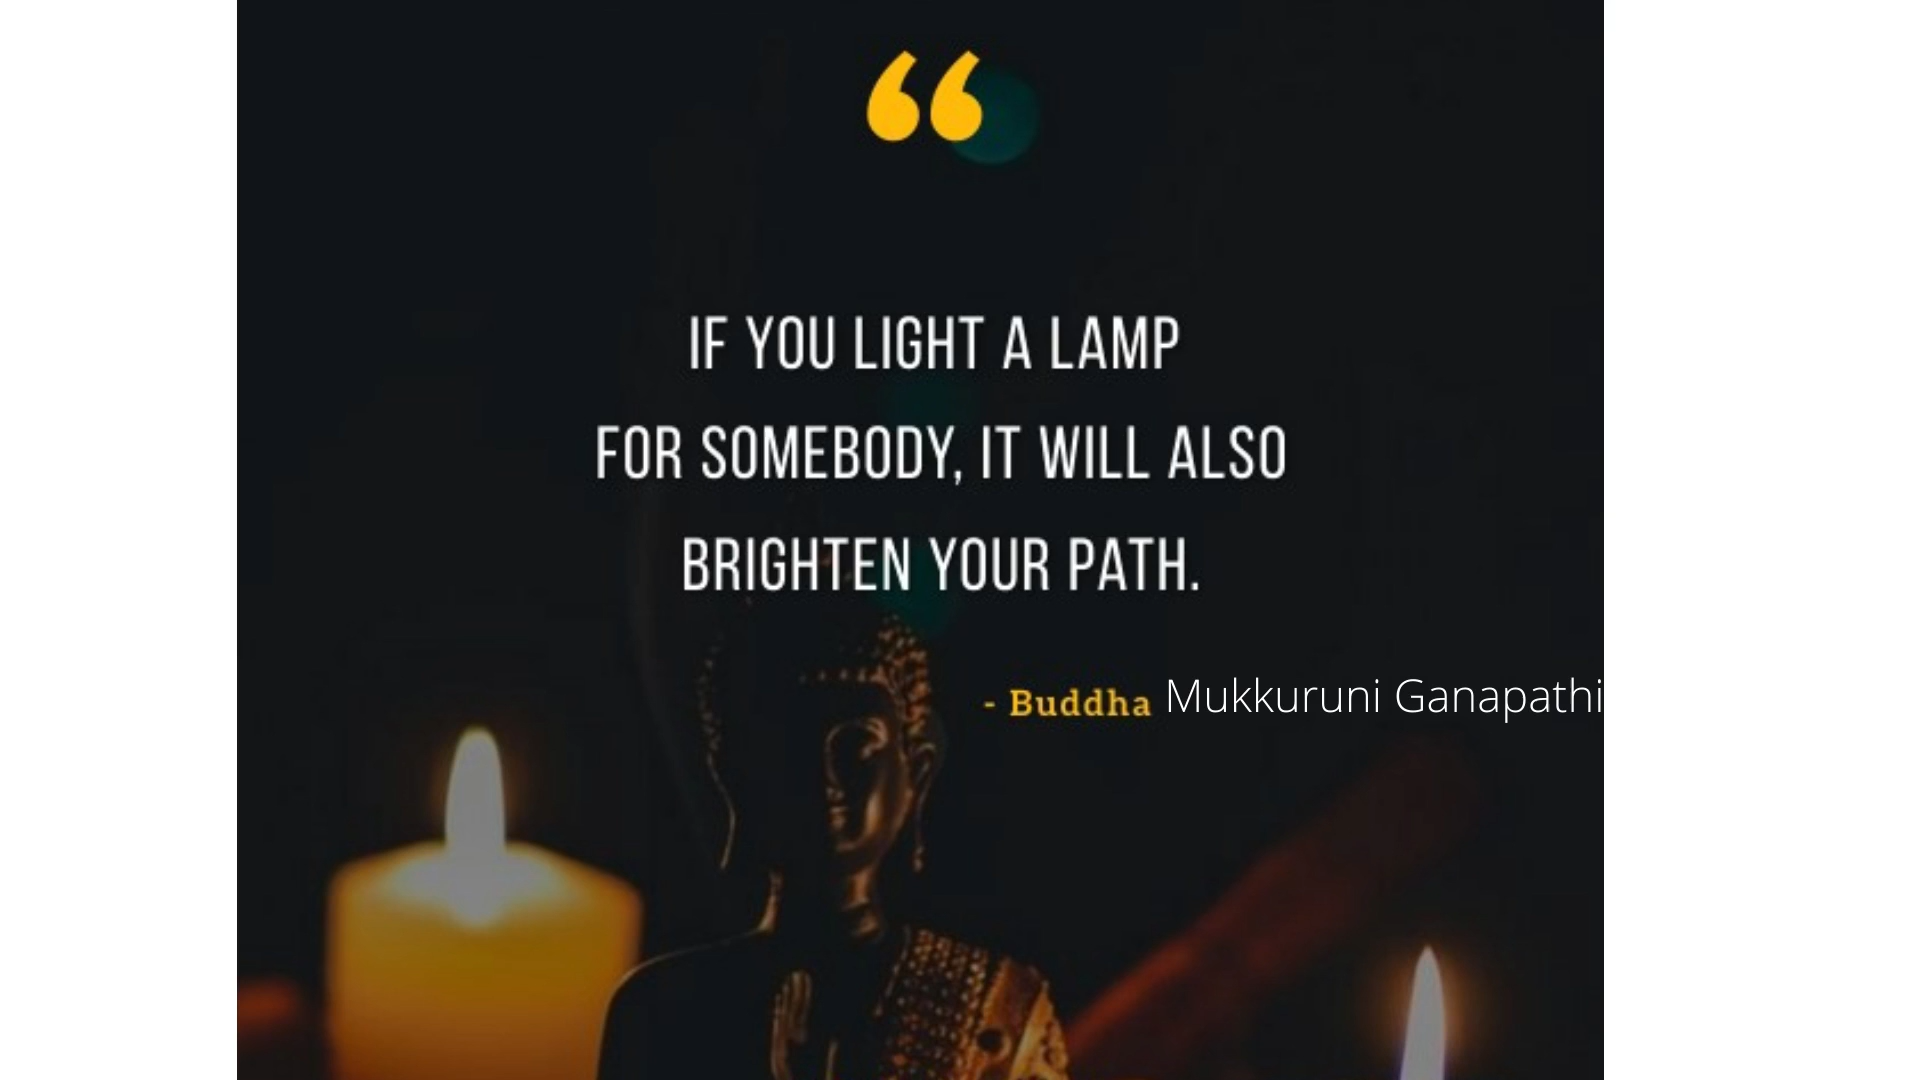 “
IF YOU LIGHT A LAMP
FOR SOMEBODY, IT WILL ALSO
BRIGHTEN YOUR PATH.
- Buddha Mukkuruni Ganapathi